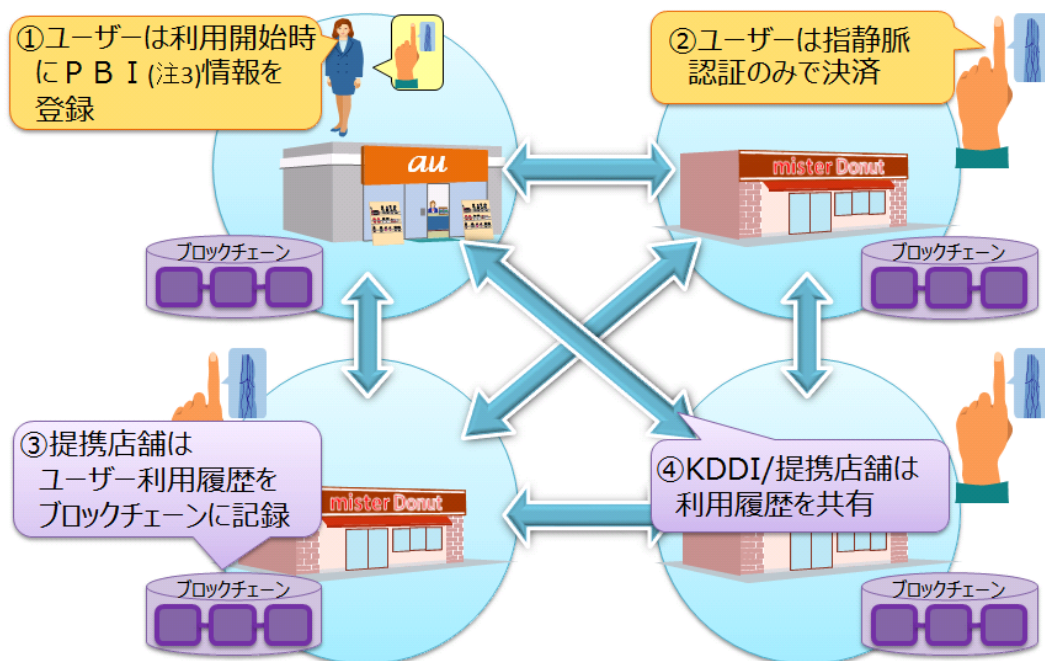 ①ユーザーは利用開始時
にＰＢＩ(注3)情報を
登録
②ユーザーは指静脈
認証のみで決済
au
mister Donut
ブロックチェーン
ブロックチェーン
③提携店舗は
ユーザー利用履歴を
ブロックチェーンに記録
④KDDI/提携店舗は
利用履歴を共有
mister Donut
ブロックチェーン
ブロックチェーン